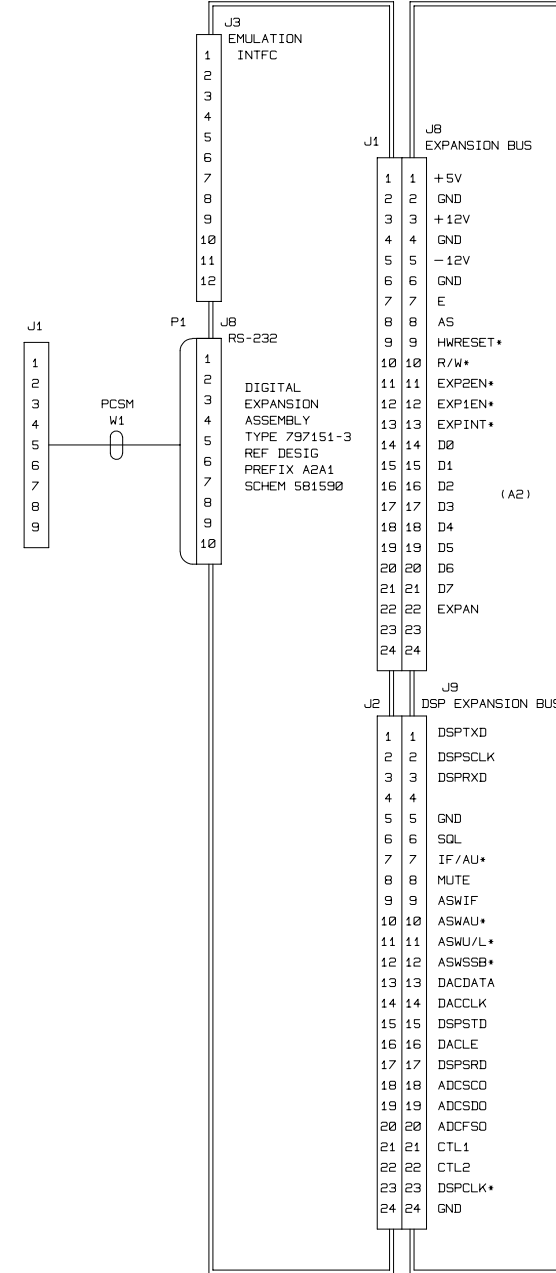 J3
EMULATION
INTFC
1
2
3
4
5
6
7
8
9
10
11
12
J1
1
2
3
4
5
6
7
8
9
PCSM
W1
P1
J8
RS-232
1
2
3
4
5
6
7
8
9
10
DIGITAL
EXPANSION
ASSEMBLY
TYPE 797151-3
REF DESIG
PREFIX A2A1
SCHEM 581590
J1
J8
EXPANSION BUS
1 1 +5V
2 2 GND
3 3 +12V
4 4 GND
5 5 -12V
6 6 GND
7 7 E
8 8 AS
9 9 HWRESET*
10 10 R/W*
11 11 EXP2EN*
12 12 EXP1EN*
13 13 EXPINT*
14 14 D0
15 15 D1
16 16 D2
17 17 D3
18 18 D4
19 19 D5
20 20 D6
21 21 D7
22 22 EXPAN
23 23
24 24
(A2)
J2
J9
DSP EXPANSION BUS
1 1 DSPTXD
2 2 DSPSCLK
3 3 DSPRXD
4 4
5 5 GND
6 6 SQL
7 7 IF/AU*
8 8 MUTE
9 9 ASWIF
10 10 ASWAU*
11 11 ASWU/L*
12 12 ASWSSB*
13 13 DACDATA
14 14 DACCLK
15 15 DSPSTD
16 16 DACLE
17 17 DSPSRD
18 18 ADCSCO
19 19 ADCSDO
20 20 ADCFSO
21 21 CTL1
22 22 CTL2
23 23 DSPCLK*
24 24 GND